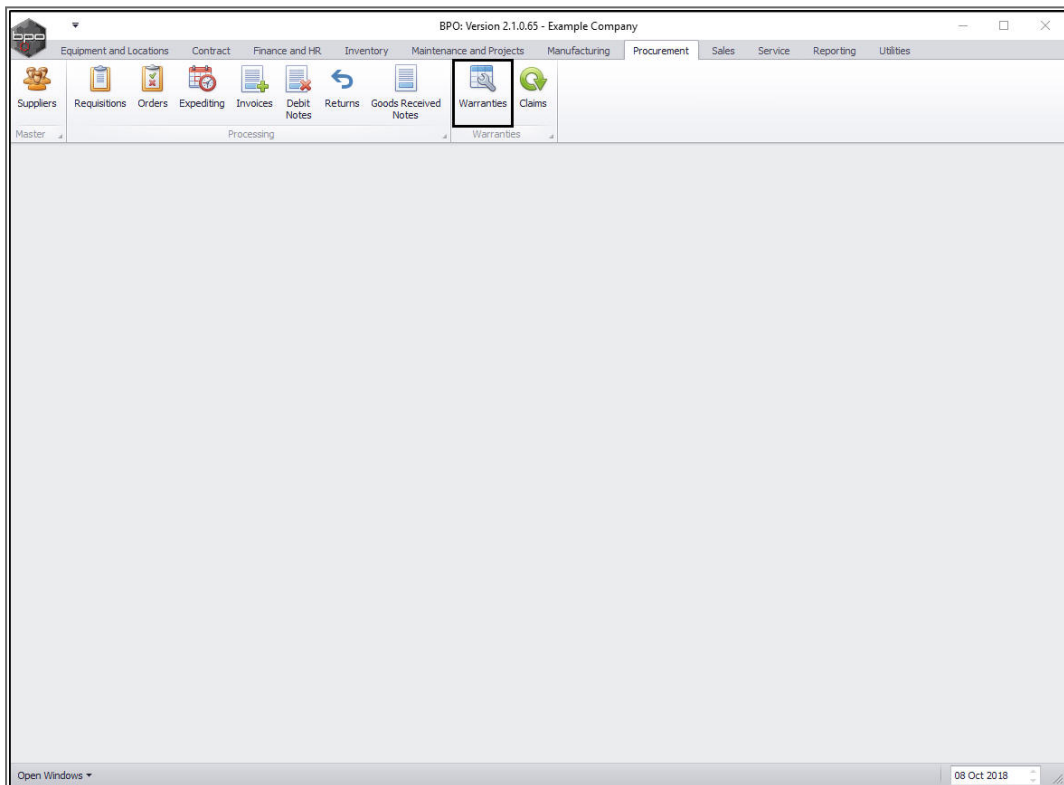 BPO: Version 2.1.0.65 - Example Company
bpo
Equipment and Locations Contract Finance and HR Inventory Maintenance and Projects Manufacturing Procurement Sales Service Reporting Utilities
Suppliers Requisitions Orders Expediting Invoices Debit Notes Returns Goods Received Notes Warranties Claims
Master Processing Warranties
Open Windows 08 Oct 2018